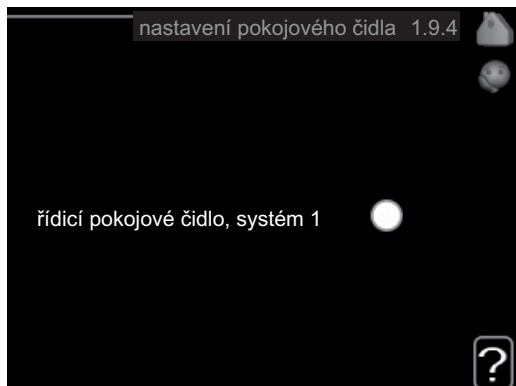 nastavení pokojového čidla 1.9.4
řídicí pokojové čidlo, systém 1
?